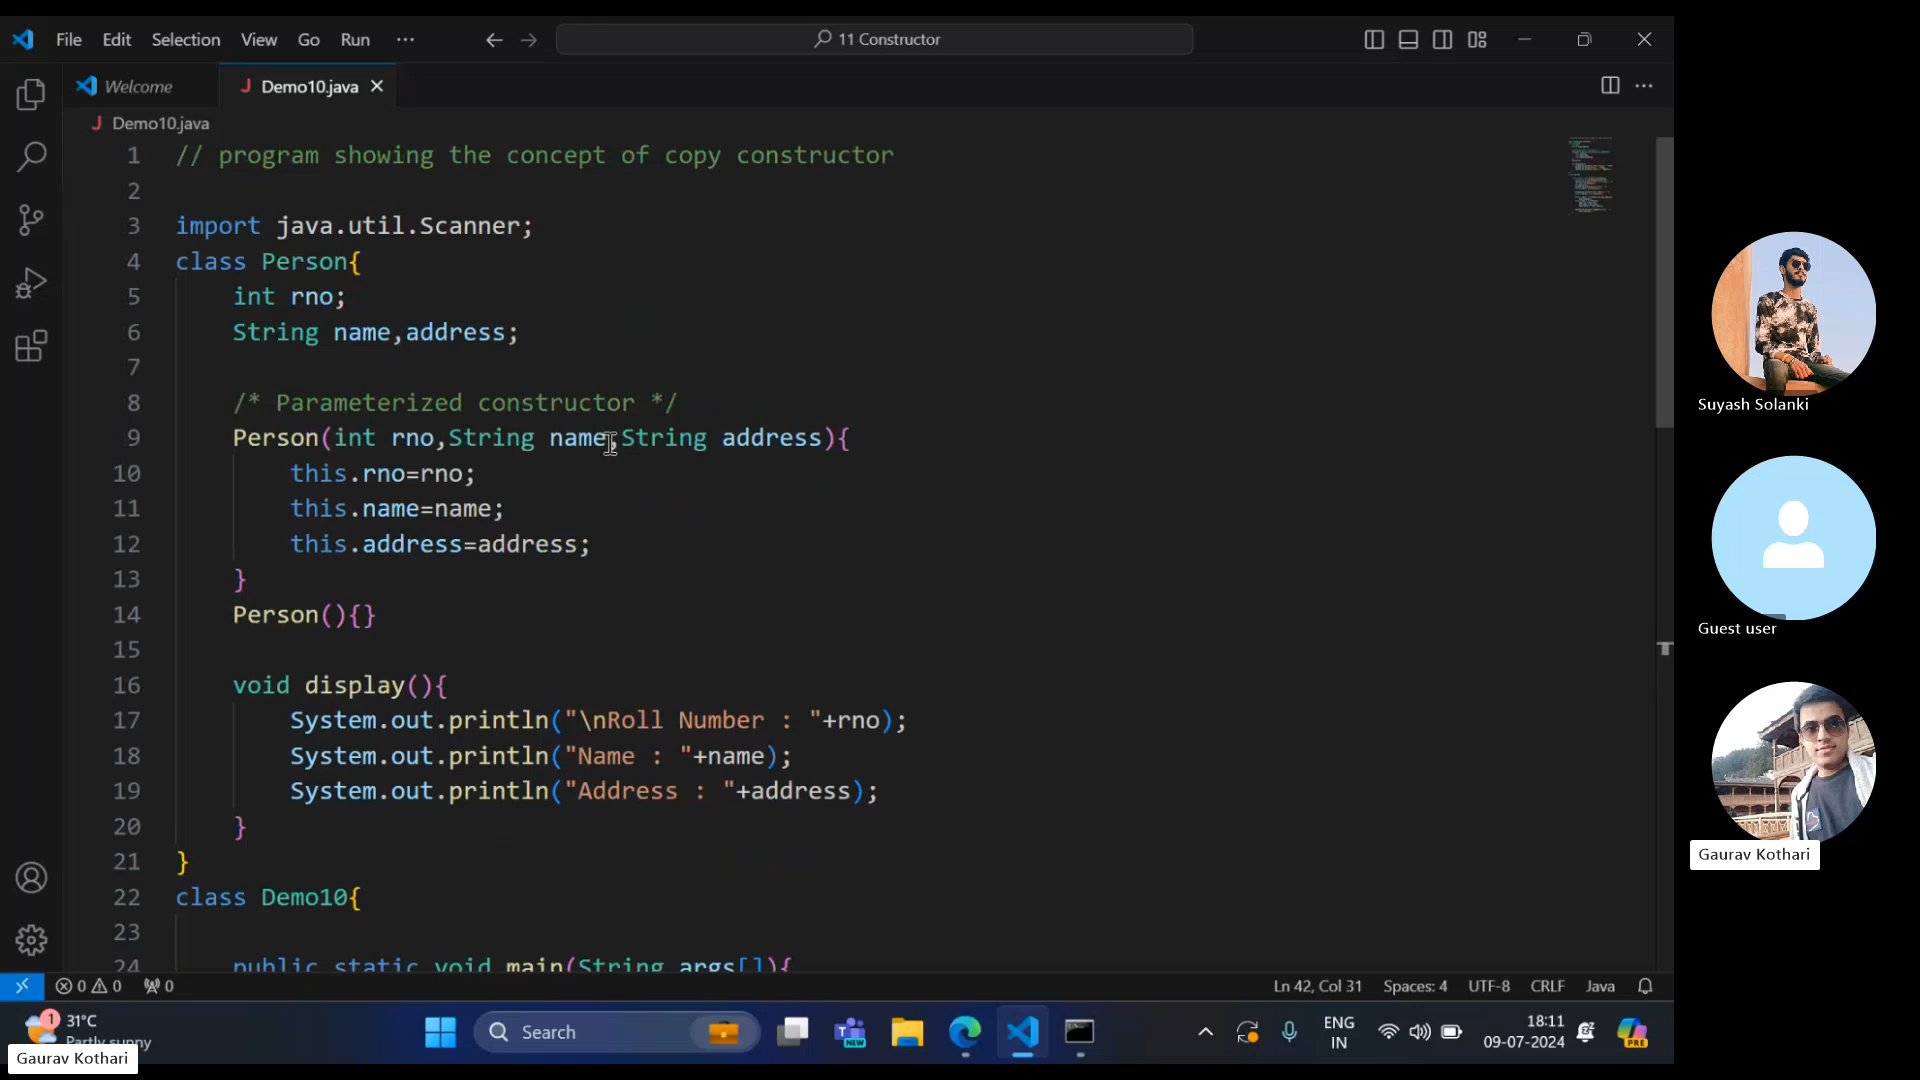 File Edit Selection View Go Run ··· 11 Constructor
Welcome Demo10.java
Demo10.java
1 // program showing the concept of copy constructor
2
3 import java.util.Scanner;
4 class Person{
5 int rno;
6 String name,address;
7
8 /* Parameterized constructor */
9 Person(int rno,String name,String address){
10 this.rno=rno;
11 this.name=name;
12 this.address=address;
13 }
14 Person(){}
15
16 void display(){
17 System.out.println("\nRoll Number : "+rno);
18 System.out.println("Name : "+name);
19 System.out.println("Address : "+address);
20 }
21 }
22 class Demo10{
23
24 public static void main(String args[]){
0 0 0 Ln 42, Col 31 Spaces: 4 UTF-8 CRLF Java
1 31°C
Partly sunny
Search
NEW
ENG
IN
18:11
09-07-2024
PRE
Gaurav Kothari
Suyash Solanki
Guest user
Gaurav Kothari